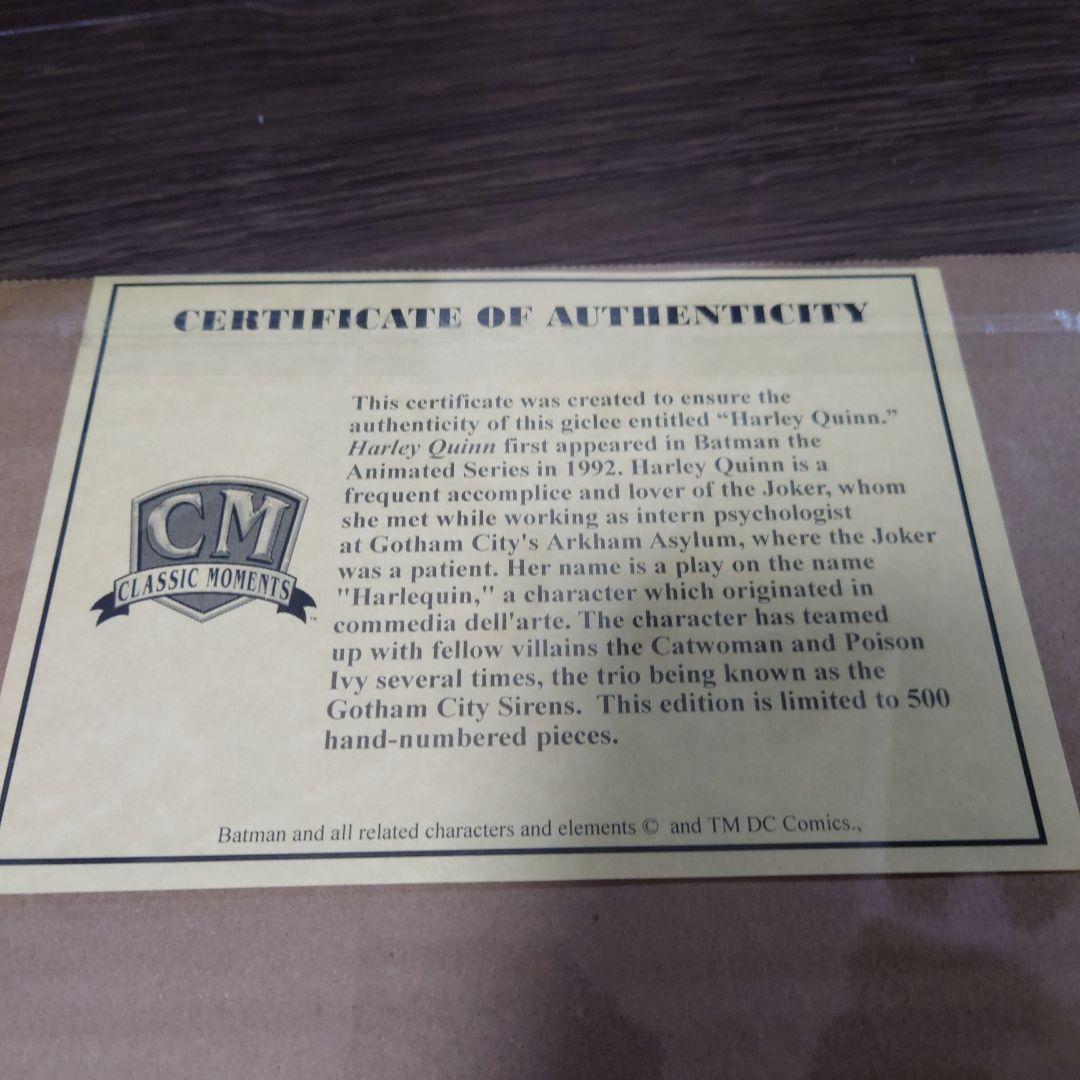 CERTIFICATE OF AUTHENTICITY
This certificate was created to ensure the
authenticity of this giclee entitled “Harley Quinn.”
Harley Quinn first appeared in Batman the
Animated Series in 1992. Harley Quinn is a
frequent accomplice and lover of the Joker, whom
she met while working as intern psychologist
at Gotham City's Arkham Asylum, where the Joker
was a patient. Her name is a play on the name
"Harlequin," a character which originated in
commedia dell'arte. The character has teamed
up with fellow villains the Catwoman and Poison
Ivy several times, the trio being known as the
Gotham City Sirens. This edition is limited to 500
hand-numbered pieces.
CM
CLASSIC MOMENTS
TM
Batman and all related characters and elements © and TM DC Comics.,